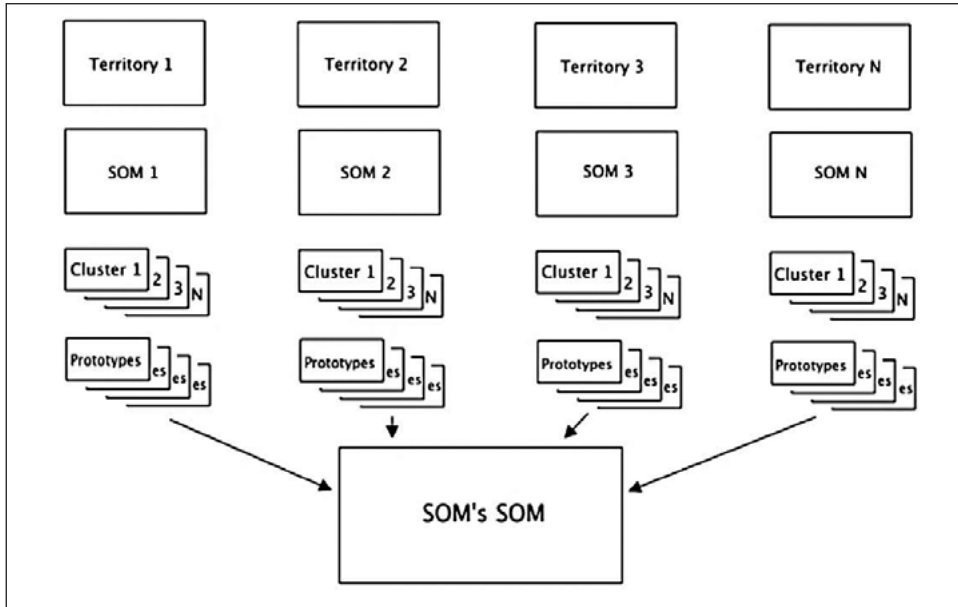 Territory 1 Territory 2 Territory 3 Territory N
SOM 1 SOM 2 SOM 3 SOM N
Cluster 1 2 3 N Cluster 1 2 3 N Cluster 1 2 3 N Cluster 1 2 3 N
Prototypes es es es Prototypes es es es Prototypes es es es Prototypes es es es
SOM's SOM